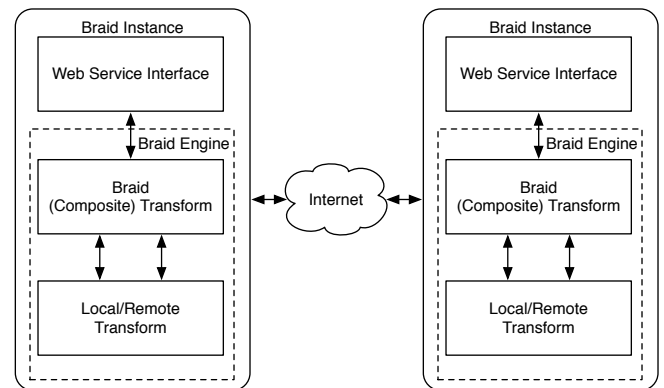 Braid Instance
Web Service Interface
Braid Engine
Braid
(Composite) Transform
Local/Remote
Transform
Internet
Braid Instance
Web Service Interface
Braid Engine
Braid
(Composite) Transform
Local/Remote
Transform